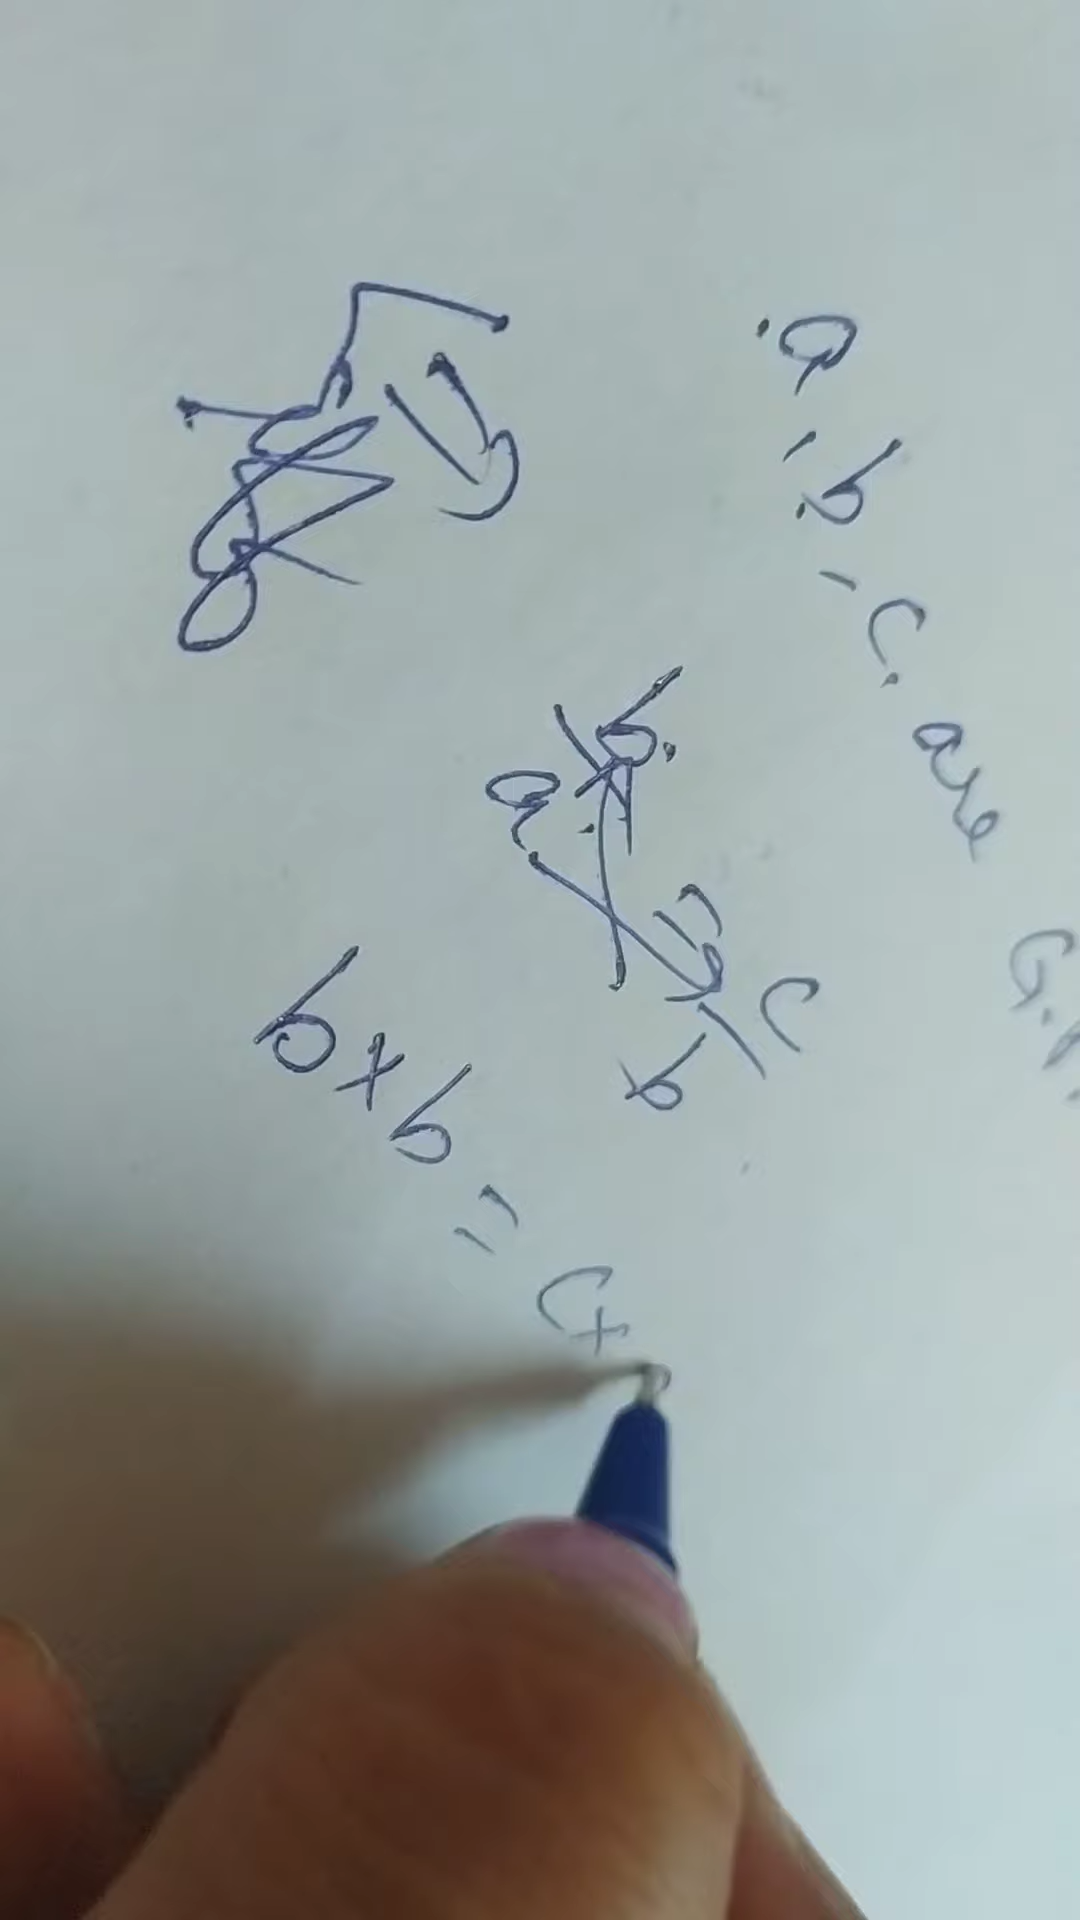 a, b, c. are G.P.
b/a = c/b
b×b = c×